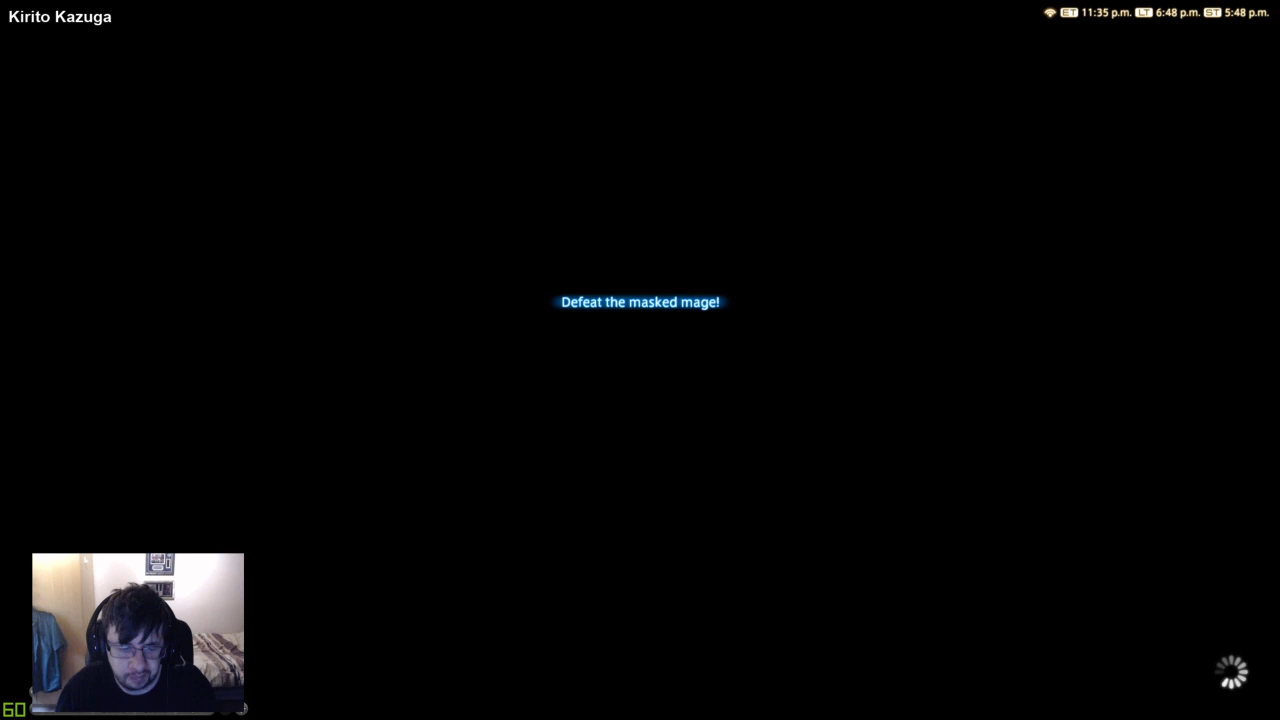 Kirito Kazuga
ET 11:35 p.m. LT 6:48 p.m. ST 5:48 p.m.
Defeat the masked mage!
60